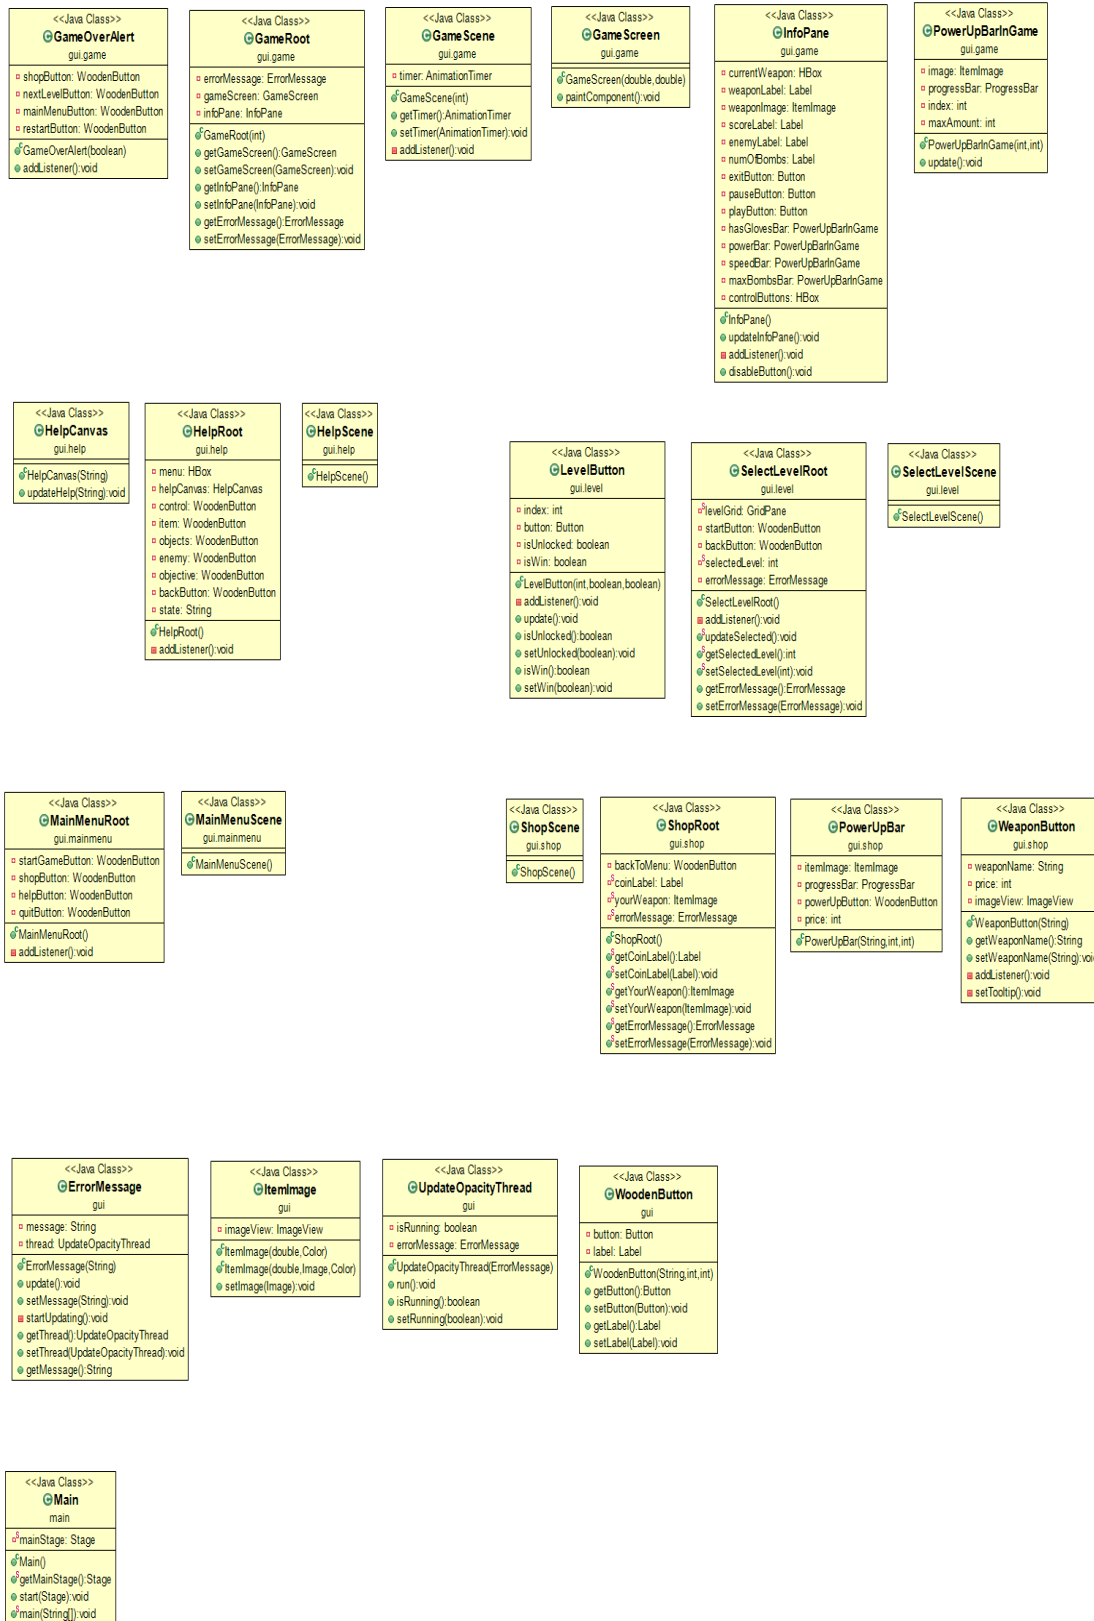 <<Java Class>>
GameOverAlert
gui.game
shopButton: WoodenButton
nextLevelButton: WoodenButton
mainMenuButton: WoodenButton
restartButton: WoodenButton
GameOverAlert(boolean)
addListener():void
<<Java Class>>
GameRoot
gui.game
errorMessage: ErrorMessage
gameScreen: GameScreen
infoPane: InfoPane
GameRoot(int)
getGameScreen():GameScreen
setGameScreen(GameScreen):void
getInfoPane():InfoPane
setInfoPane(InfoPane):void
getErrorMessage():ErrorMessage
setErrorMessage(ErrorMessage):void
<<Java Class>>
GameScene
gui.game
timer: AnimationTimer
GameScene(int)
getTimer():AnimationTimer
setTimer(AnimationTimer):void
addListener():void
<<Java Class>>
GameScreen
gui.game
GameScreen(double,double)
paintComponent():void
<<Java Class>>
InfoPane
gui.game
currentWeapon: HBox
weaponLabel: Label
weaponImage: ItemImage
scoreLabel: Label
enemyLabel: Label
numOfBombs: Label
exitButton: Button
pauseButton: Button
playButton: Button
hasGlovesBar: PowerUpBarInGame
powerBar: PowerUpBarInGame
speedBar: PowerUpBarInGame
maxBombsBar: PowerUpBarInGame
controlButtons: HBox
InfoPane()
updateInfoPane():void
addListener():void
disableButton():void
<<Java Class>>
PowerUpBarInGame
gui.game
image: ItemImage
progressBar: ProgressBar
index: int
maxAmount: int
PowerUpBarInGame(int,int)
update():void
<<Java Class>>
HelpCanvas
gui.help
HelpCanvas(String)
updateHelp(String):void
<<Java Class>>
HelpRoot
gui.help
menu: HBox
helpCanvas: HelpCanvas
control: WoodenButton
item: WoodenButton
objects: WoodenButton
enemy: WoodenButton
objective: WoodenButton
backButton: WoodenButton
state: String
HelpRoot()
addListener():void
<<Java Class>>
HelpScene
gui.help
HelpScene()
<<Java Class>>
LevelButton
gui.level
index: int
button: Button
isUnlocked: boolean
isWin: boolean
LevelButton(int,boolean,boolean)
addListener():void
update():void
isUnlocked():boolean
setUnlocked(boolean):void
isWin():boolean
setWin(boolean):void
<<Java Class>>
SelectLevelRoot
gui.level
levelGrid: GridPane
startButton: WoodenButton
backButton: WoodenButton
selectedLevel: int
errorMessage: ErrorMessage
SelectLevelRoot()
addListener():void
updateSelected():void
getSelectedLevel():int
setSelectedLevel(int):void
getErrorMessage():ErrorMessage
setErrorMessage(ErrorMessage):void
<<Java Class>>
SelectLevelScene
gui.level
SelectLevelScene()
<<Java Class>>
MainMenuRoot
gui.mainmenu
startGameButton: WoodenButton
shopButton: WoodenButton
helpButton: WoodenButton
quitButton: WoodenButton
MainMenuRoot()
addListener():void
<<Java Class>>
MainMenuScene
gui.mainmenu
MainMenuScene()
<<Java Class>>
ShopScene
gui.shop
ShopScene()
<<Java Class>>
ShopRoot
gui.shop
backToMenu: WoodenButton
coinLabel: Label
yourWeapon: ItemImage
errorMessage: ErrorMessage
ShopRoot()
getCoinLabel():Label
setCoinLabel(Label):void
getYourWeapon():ItemImage
setYourWeapon(ItemImage):void
getErrorMessage():ErrorMessage
setErrorMessage(ErrorMessage):void
<<Java Class>>
PowerUpBar
gui.shop
itemImage: ItemImage
progressBar: ProgressBar
powerUpButton: WoodenButton
price: int
PowerUpBar(String,int,int)
<<Java Class>>
WeaponButton
gui.shop
weaponName: String
price: int
imageView: ImageView
WeaponButton(String)
getWeaponName():String
setWeaponName(String):void
addListener():void
setTooltip():void
<<Java Class>>
ErrorMessage
gui
message: String
thread: UpdateOpacityThread
ErrorMessage(String)
update():void
setMessage(String):void
startUpdating():void
getThread():UpdateOpacityThread
setThread(UpdateOpacityThread):void
getMessage():String
<<Java Class>>
ItemImage
gui
imageView: ImageView
ItemImage(double,Color)
ItemImage(double,Image,Color)
setImage(Image):void
<<Java Class>>
UpdateOpacityThread
gui
isRunning: boolean
errorMessage: ErrorMessage
UpdateOpacityThread(ErrorMessage)
run():void
isRunning():boolean
setRunning(boolean):void
<<Java Class>>
WoodenButton
gui
button: Button
label: Label
WoodenButton(String,int,int)
getButton():Button
setButton(Button):void
getLabel():Label
setLabel(Label):void
<<Java Class>>
Main
main
mainStage: Stage
Main()
getMainStage():Stage
start(Stage):void
main(String[]):void